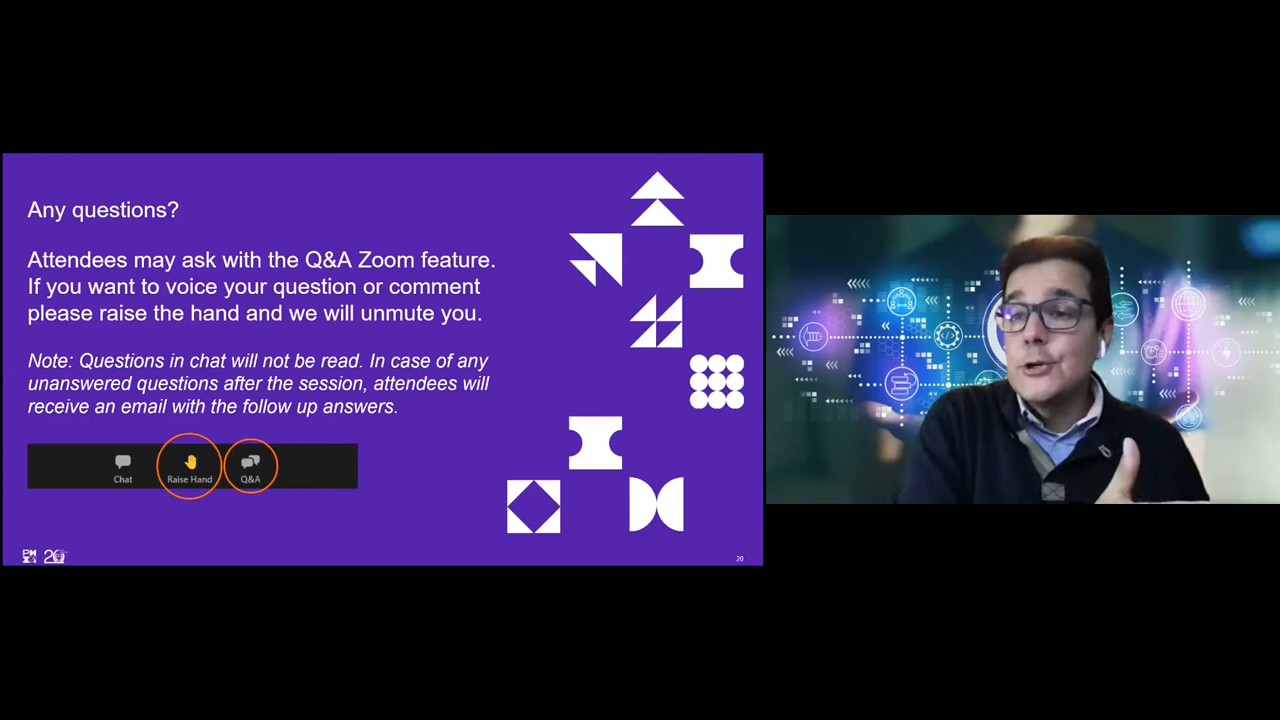 Any questions?
Attendees may ask with the Q&A Zoom feature.
If you want to voice your question or comment
please raise the hand and we will unmute you.
Note: Questions in chat will not be read. In case of any
unanswered questions after the session, attendees will
receive an email with the follow up answers.
Chat
Raise Hand
Q&A
20
20